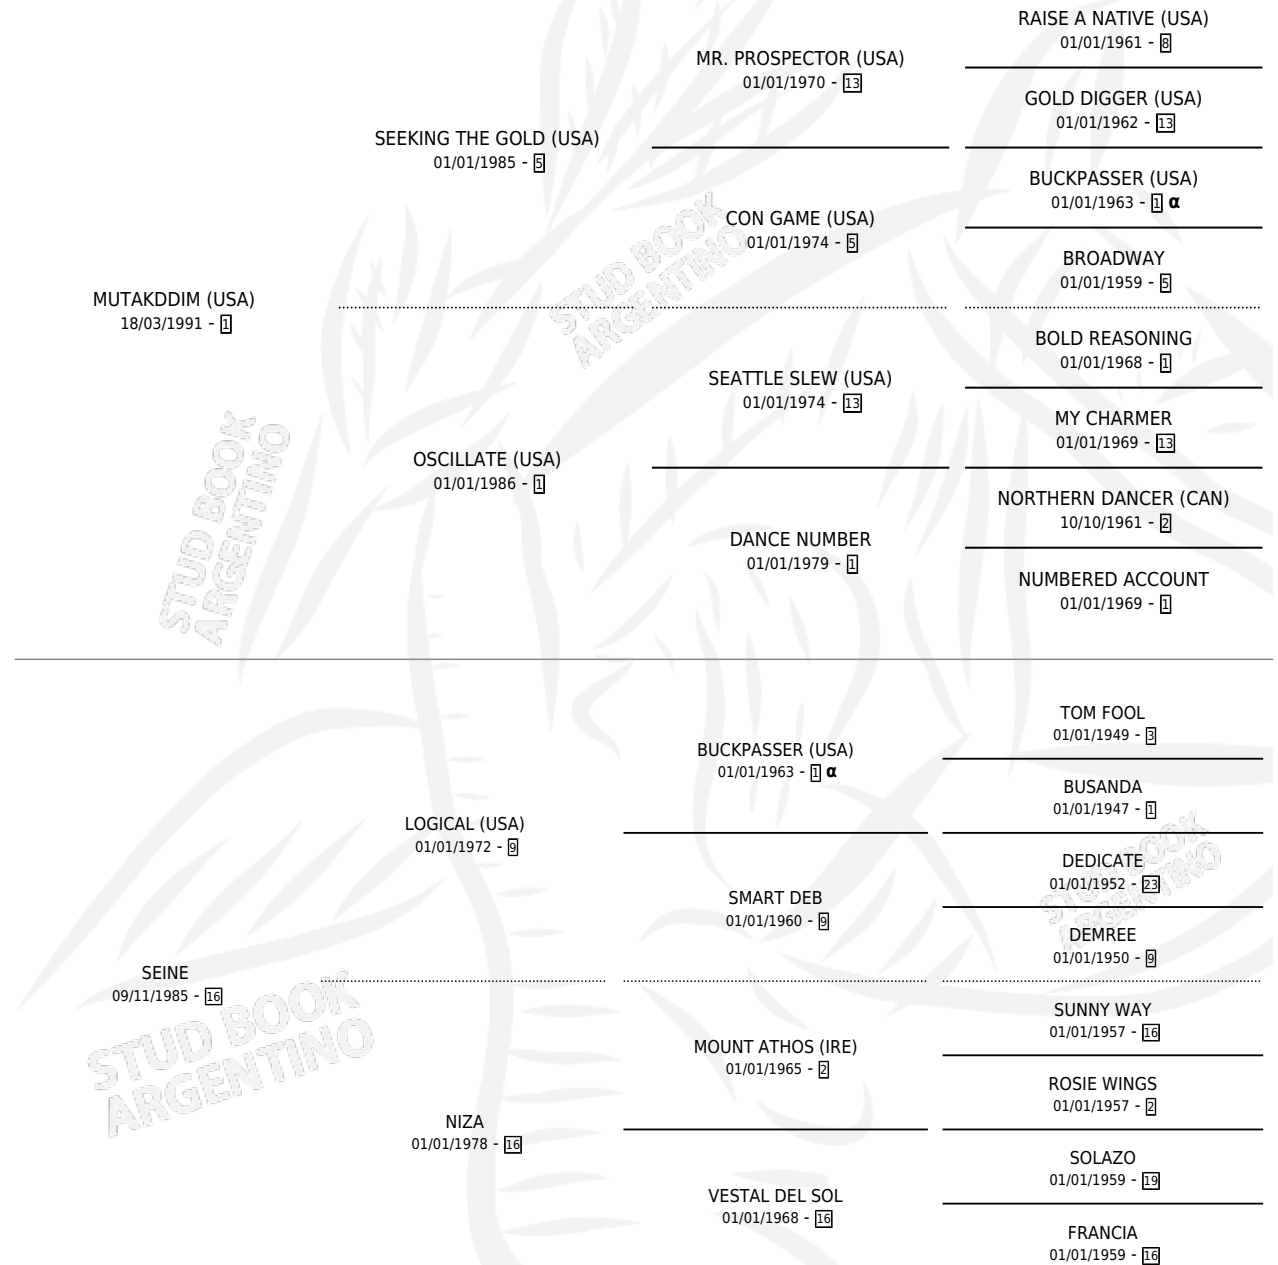 RAISE A NATIVE (USA)
01/01/1961 - 8
MR. PROSPECTOR (USA)
01/01/1970 - 13
GOLD DIGGER (USA)
01/01/1962 - 13
SEEKING THE GOLD (USA)
01/01/1985 - 5
BUCKPASSER (USA)
01/01/1963 - 1 α
CON GAME (USA)
01/01/1974 - 5
BROADWAY
01/01/1959 - 5
MUTAKDDIM (USA)
18/03/1991 - 1
BOLD REASONING
01/01/1968 - 1
SEATTLE SLEW (USA)
01/01/1974 - 13
MY CHARMER
01/01/1969 - 13
OSCILLATE (USA)
01/01/1986 - 1
NORTHERN DANCER (CAN)
10/10/1961 - 2
DANCE NUMBER
01/01/1979 - 1
NUMBERED ACCOUNT
01/01/1969 - 1
TOM FOOL
01/01/1949 - 3
BUCKPASSER (USA)
01/01/1963 - 1 α
BUSANDA
01/01/1947 - 1
LOGICAL (USA)
01/01/1972 - 9
DEDICATE
01/01/1952 - 23
SMART DEB
01/01/1960 - 9
DEMREE
01/01/1950 - 9
SEINE
09/11/1985 - 16
SUNNY WAY
01/01/1957 - 16
MOUNT ATHOS (IRE)
01/01/1965 - 2
ROSIE WINGS
01/01/1957 - 2
NIZA
01/01/1978 - 16
SOLAZO
01/01/1959 - 19
VESTAL DEL SOL
01/01/1968 - 16
FRANCIA
01/01/1959 - 16
STUD BOOK
ARGENTINO
STUD BOOK
ARGENTINO
STUD BOOK
ARGENTINO
STUD BOOK
ARGENTINO